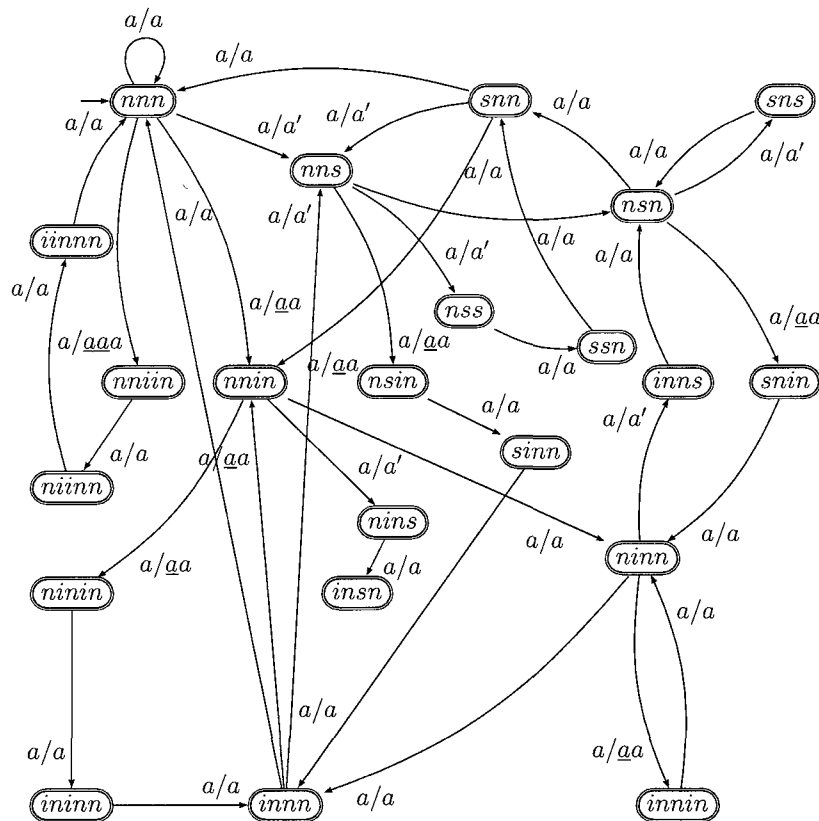 a/a
a/a
nnn
snn
sns
a/a
a/a'
a/a'
a/a
a/a
a/a'
nns
a/a
nsn
a/a
a/a'
iinnn
a/a'
a/a
a/a
a/a
a/a̲a
nss
a/a̲a
a/a̲a̲a
a/a̲a
a/a̲a
ssn
a/a
nniin
nnin
nsin
inns
snin
a/a
a/a'
a/a
a/a̲a
a/a'
sinn
niinn
nins
a/a
a/a
ninn
a/a̲a
a/a
ninin
insn
a/a
a/a
a/a
a/a̲a
a/a
a/a
ininn
innn
innin